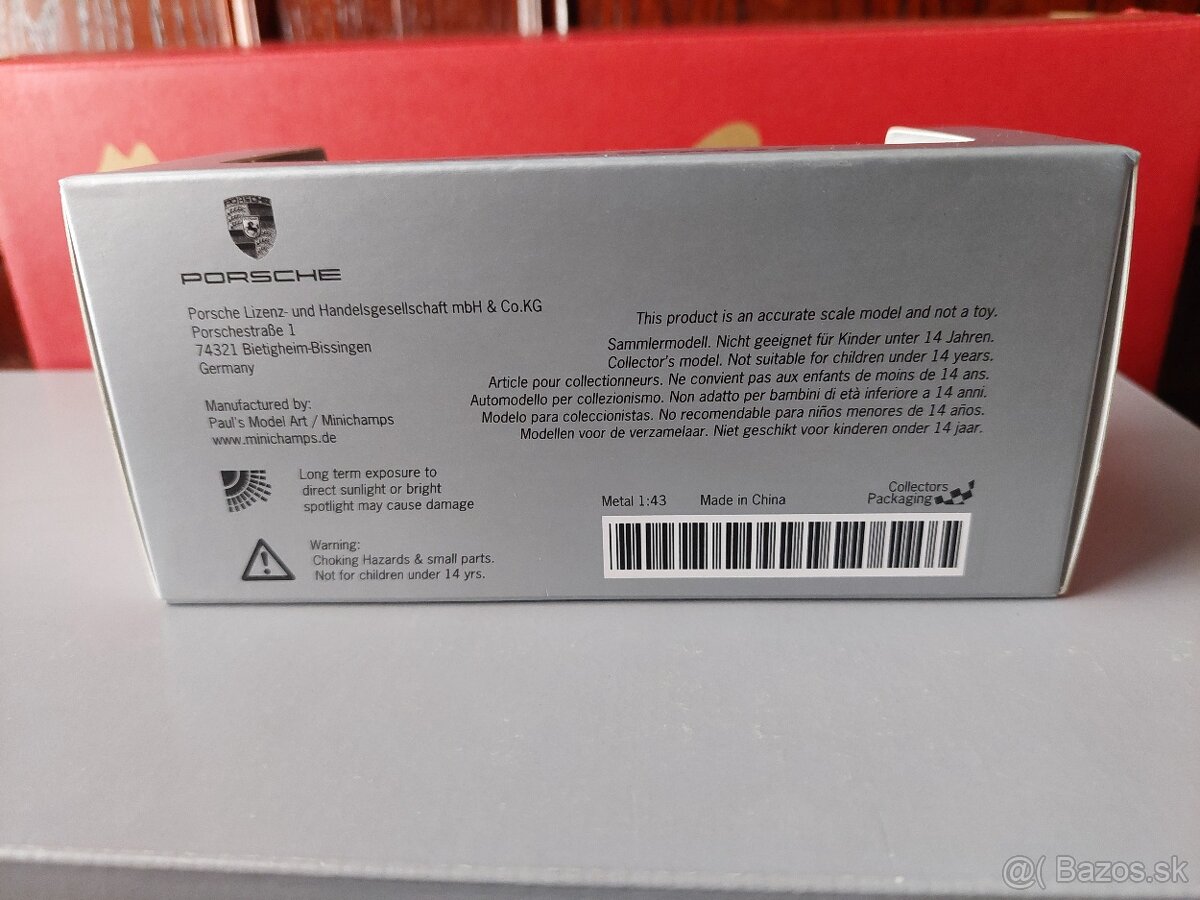 PORSCHE
PORSCHE
Porsche Lizenz- und Handelsgesellschaft mbH & Co.KG
Porschestraße 1
74321 Bietigheim-Bissingen
Germany
Manufactured by:
Paul's Model Art / Minichamps
www.minichamps.de
Long term exposure to
direct sunlight or bright
spotlight may cause damage
Warning:
Choking Hazards & small parts.
Not for children under 14 yrs.
This product is an accurate scale model and not a toy.
Sammlermodell. Nicht geeignet für Kinder unter 14 Jahren.
Collector's model. Not suitable for children under 14 years.
Article pour collectionneurs. Ne convient pas aux enfants de moins de 14 ans.
Automodello per collezionismo. Non adatto per bambini di età inferiore a 14 anni.
Modelo para coleccionistas. No recomendable para niños menores de 14 años.
Modellen voor de verzamelaar. Niet geschikt voor kinderen onder 14 jaar.
Metal 1:43 Made in China
Collectors
Packaging
@( Bazos.sk